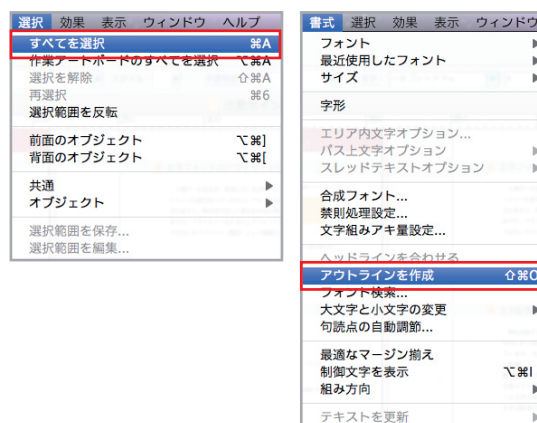 選択 効果 表示 ウィンドウ ヘルプ
すべてを選択 ⌘A
作業アートボードのすべてを選択 ⌥⌘A
選択を解除 ⇧⌘A
再選択 ⌘6
選択範囲を反転
前面のオブジェクト ⌥⌘]
背面のオブジェクト ⌥⌘[
共通 ▶
オブジェクト ▶
選択範囲を保存...
選択範囲を編集...
書式 選択 効果 表示 ウィンドウ
フォント ▶
最近使用したフォント ▶
サイズ ▶
字形
エリア内文字オプション...
パス上文字オプション ▶
スレッドテキストオプション ▶
合成フォント...
禁則処理設定...
文字組みアキ量設定...
ヘッドラインを合わせる
アウトラインを作成 ⇧⌘O
フォント検索...
大文字と小文字の変更 ▶
句読点の自動調節...
最適なマージン揃え
制御文字を表示 ⌥⌘I
組み方向 ▶
テキストを更新 ▶